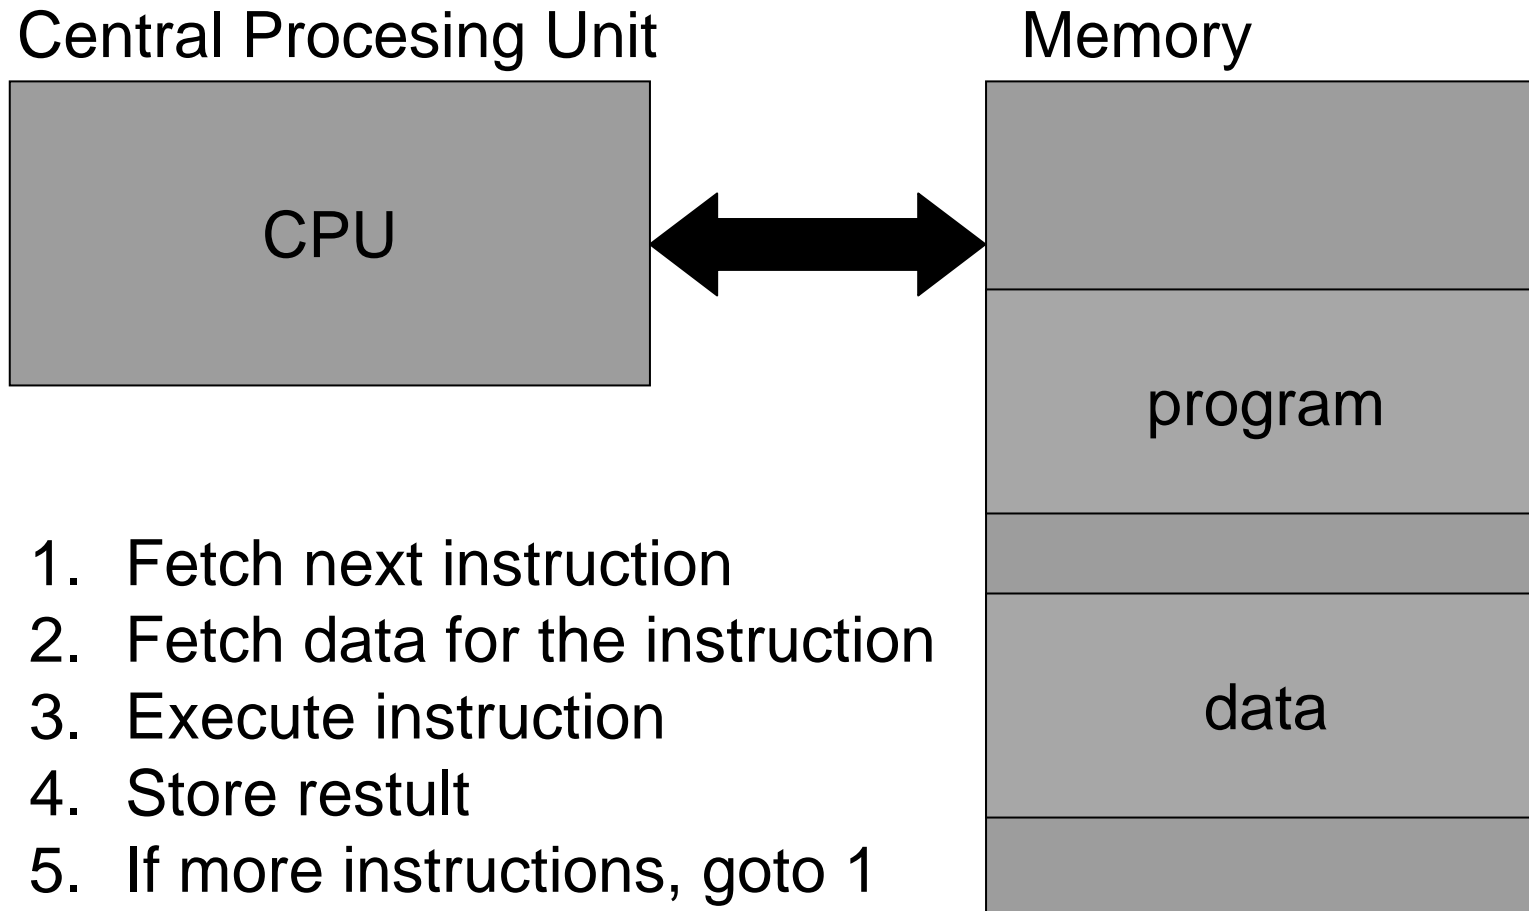 Central Procesing Unit
Memory
CPU
program
data
1. Fetch next instruction
2. Fetch data for the instruction
3. Execute instruction
4. Store restult
5. If more instructions, goto 1